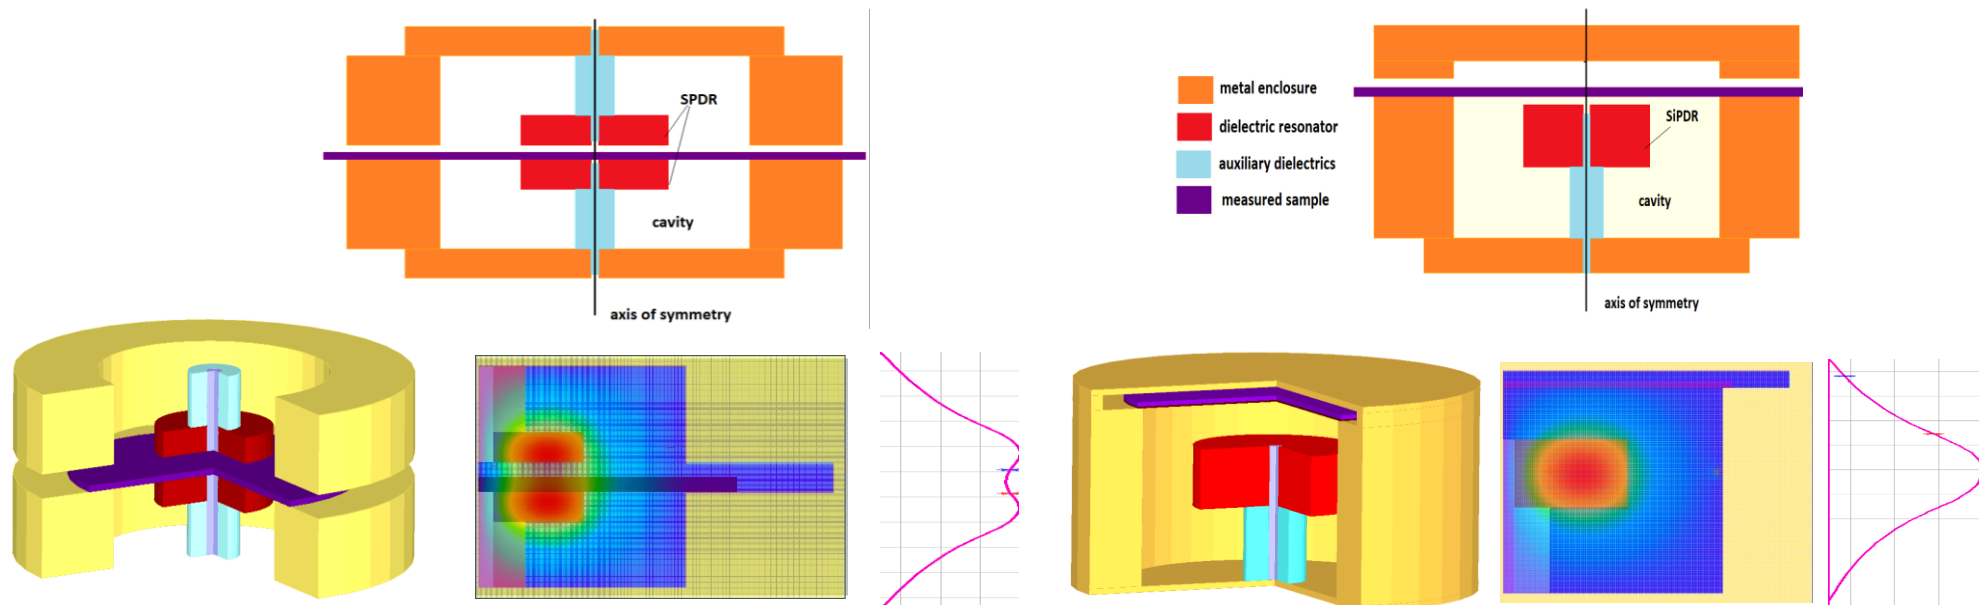 SPDR
cavity
axis of symmetry
metal enclosure
dielectric resonator
auxiliary dielectrics
measured sample
SiPDR
cavity
axis of symmetry